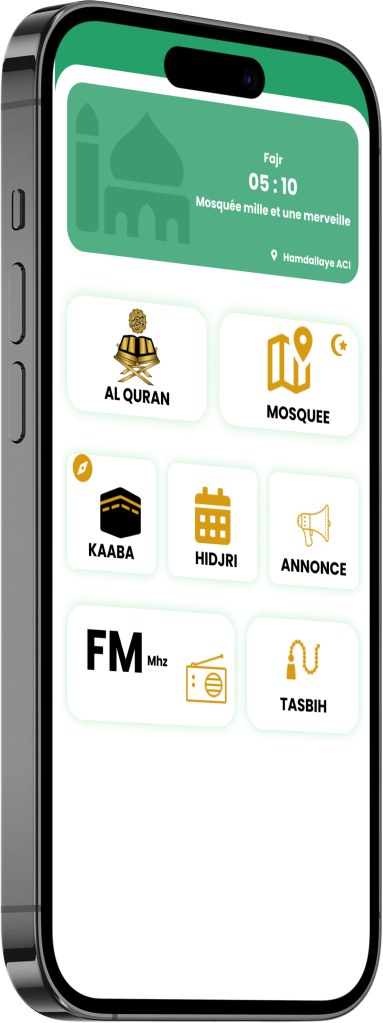 Fajr
05 : 10
Mosquée mille et une merveille
Hamdallaye ACI
AL QURAN
MOSQUEE
KAABA
HIDJRI
ANNONCE
FM Mhz
TASBIH